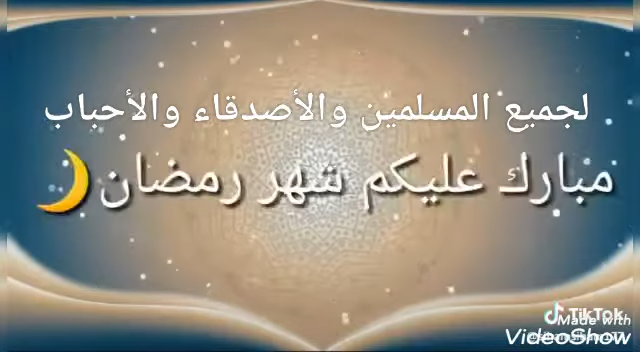 لجميع المسلمين والأصدقاء والأحباب
مبارك عليكم شهر رمضان🌙
TikTok
Made with
VideoShow